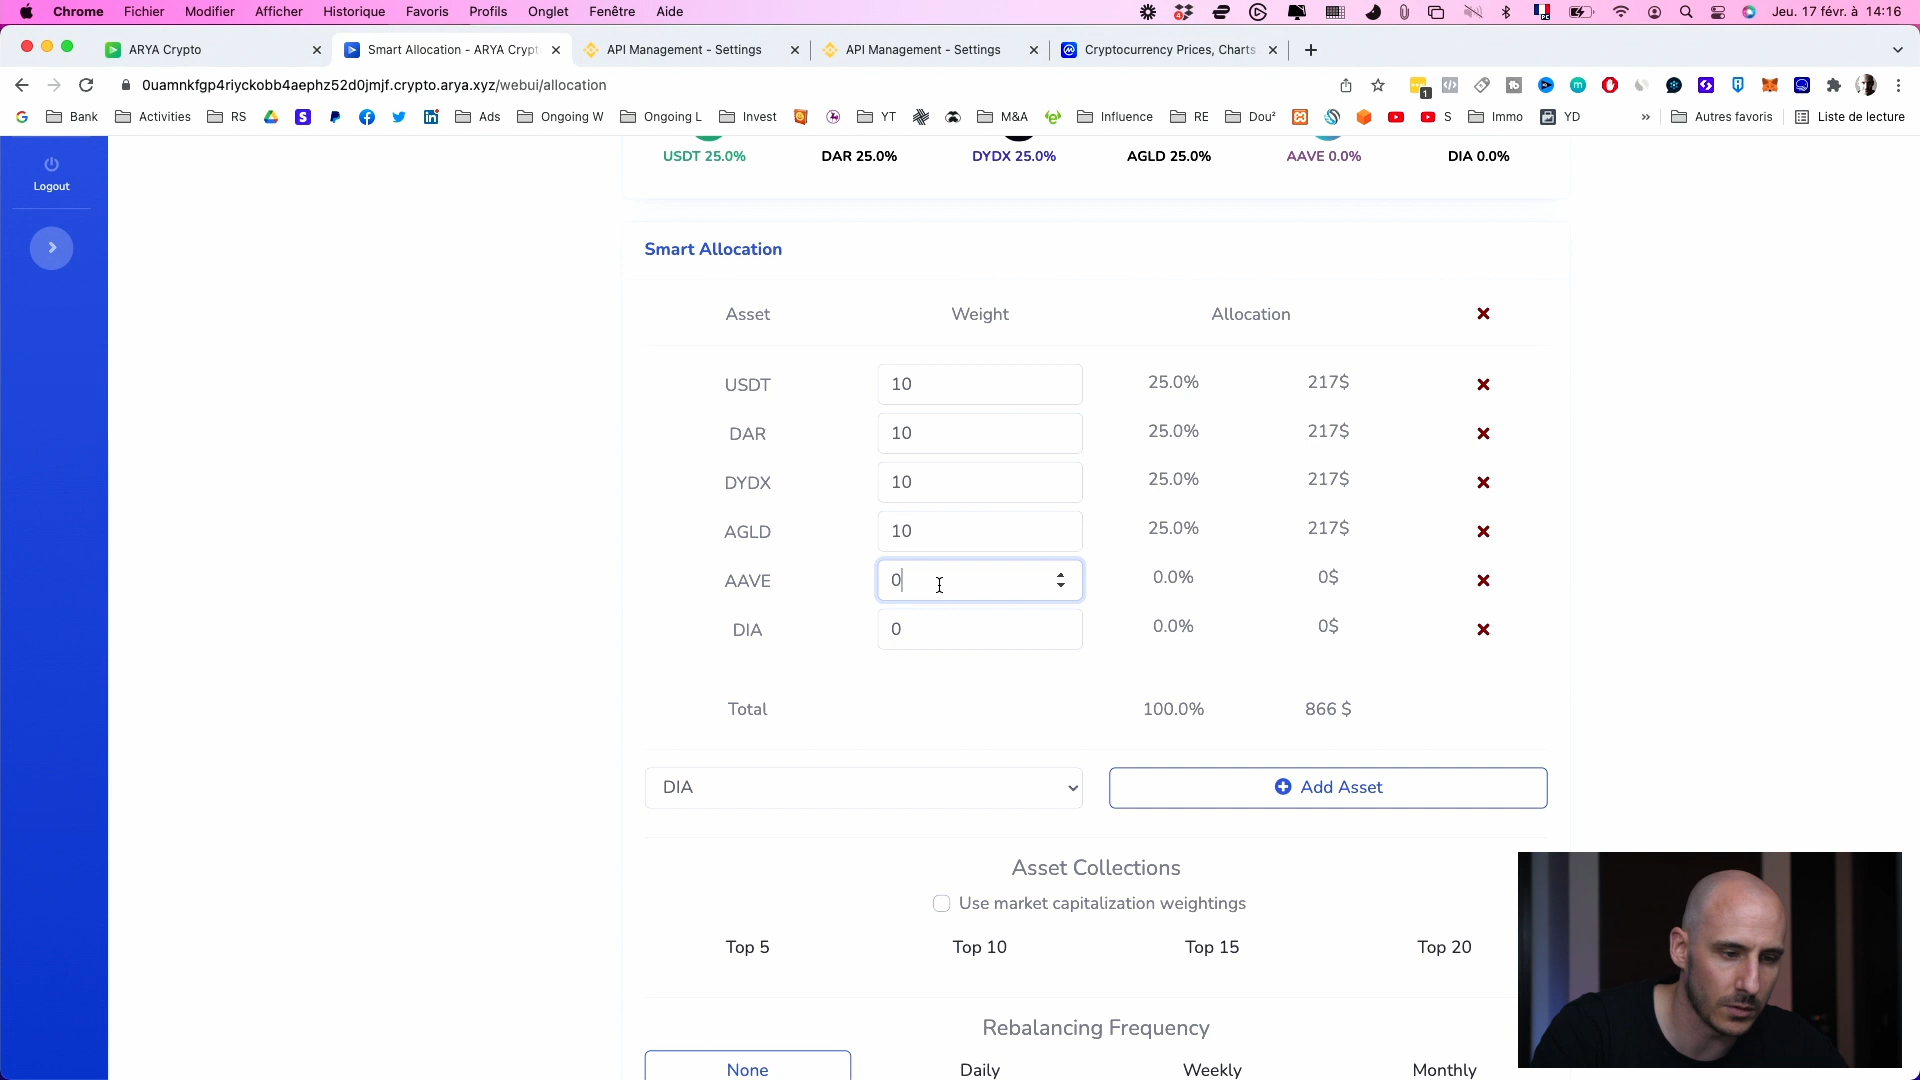 Chrome Fichier Modifier Afficher Historique Favoris Profils Onglet Fenêtre Aide Jeu. 17 févr. à 14:16
ARYA Crypto Smart Allocation - ARYA Crypt API Management - Settings API Management - Settings Cryptocurrency Prices, Charts
0uamnkfgp4riyckobb4aephz52d0jmjf.crypto.arya.xyz/webui/allocation 1
Bank Activities RS Ads Ongoing W Ongoing L Invest YT M&A Influence RE Dou² S Immo YD » Autres favoris Liste de lecture
Logout
USDT 25.0% DAR 25.0% DYDX 25.0% AGLD 25.0% AAVE 0.0% DIA 0.0%
Smart Allocation
Asset Weight Allocation
USDT 10 25.0% 217$
DAR 10 25.0% 217$
DYDX 10 25.0% 217$
AGLD 10 25.0% 217$
AAVE 0 0.0% 0$
DIA 0 0.0% 0$
Total 100.0% 866 $
DIA Add Asset
Asset Collections
Use market capitalization weightings
Top 5 Top 10 Top 15 Top 20
Rebalancing Frequency
None Daily Weekly Monthly